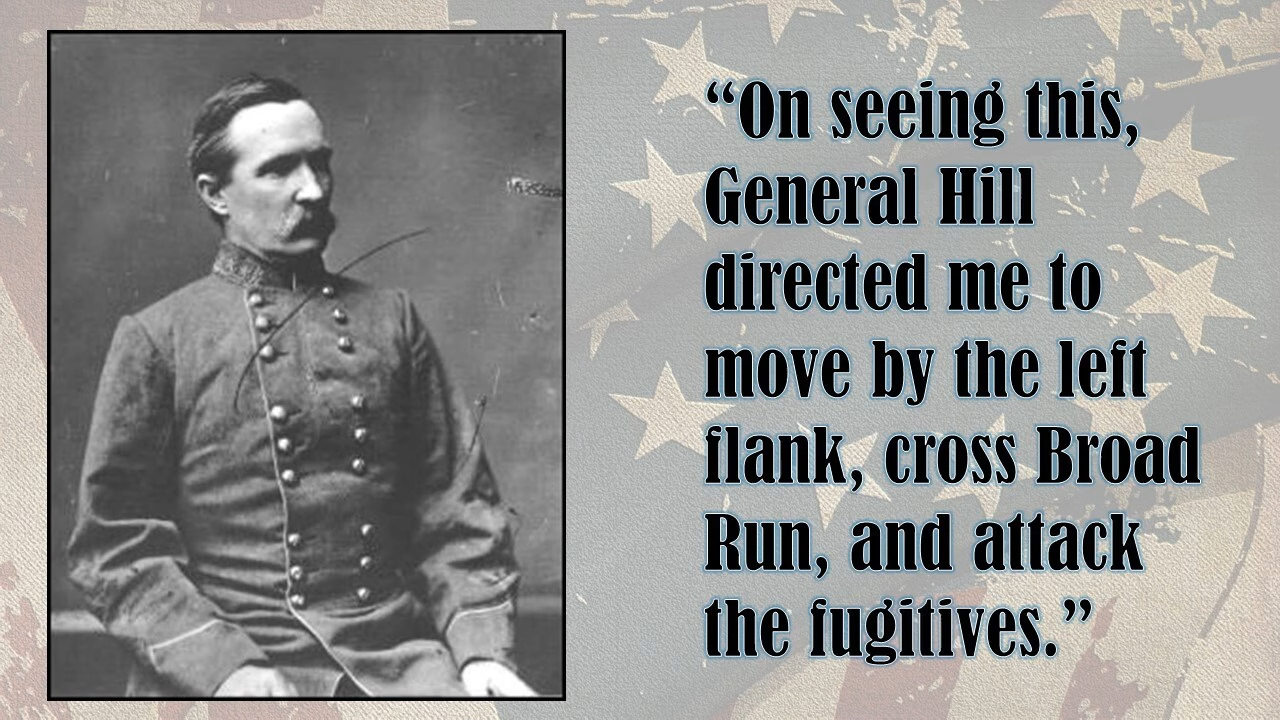 “On seeing this,
General Hill
directed me to
move by the left
flank, cross Broad
Run, and attack
the fugitives.”